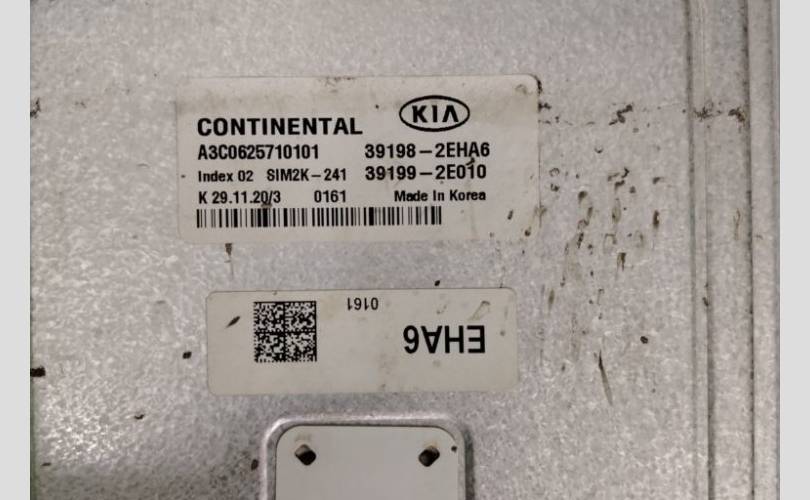 KIA
CONTINENTAL
A3C0625710101 39198-2EHA6
Index 02 SIM2K-241 39199-2E010
K 29.11.20/3 0161 Made In Korea
0161
EHA6